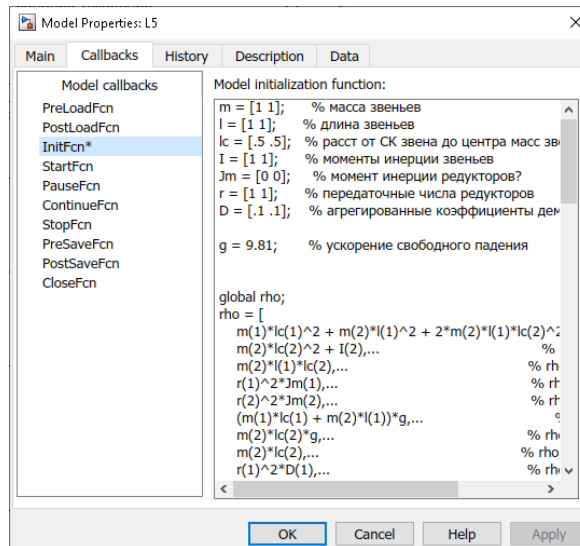 Model Properties: L5
Main Callbacks History Description Data
Model callbacks
PreLoadFcn
PostLoadFcn
InitFcn*
StartFcn
PauseFcn
ContinueFcn
StopFcn
PreSaveFcn
PostSaveFcn
CloseFcn
Model initialization function:
m = [1 1]; % масса звеньев
l = [1 1]; % длина звеньев
lc = [.5 .5]; % расст от СК звена до центра масс
I = [1 1]; % моменты инерции звеньев
Jm = [0 0]; % момент инерции редукторов?
r = [1 1]; % передаточные числа редукторов
D = [.1 .1]; % агрегированные коэффициенты
g = 9.81; % ускорение свободного падения
global rho;
rho = [
m(1)*lc(1)^2 + m(2)*l(1)^2 + 2*m(2)*l(1)*lc(2)^2
m(2)*lc(2)^2 + I(2),... %
m(2)*l(1)*lc(2),... % rh
r(1)^2*Jm(1),... % r
r(2)^2*Jm(2),... % r
(m(1)*lc(1) + m(2)*l(1))*g,...
m(2)*lc(2)*g,... % rh
m(2)*lc(2),... % rho
r(1)^2*D(1),... % rh
OK Cancel Help Apply